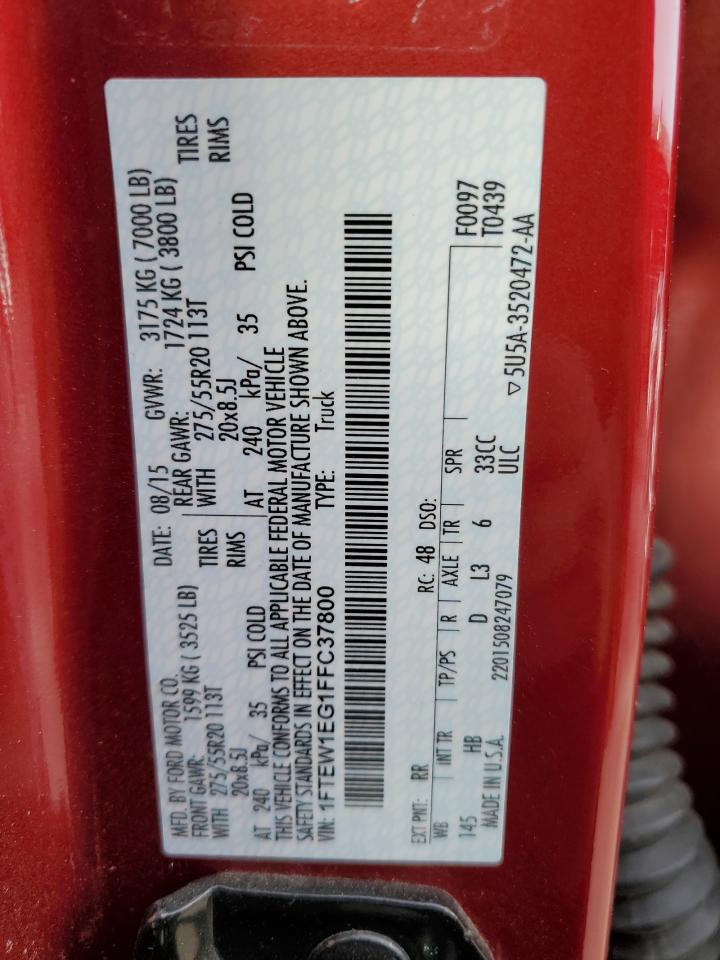 MFD. BY FORD MOTOR CO. DATE: 08/15 GVWR: 3175 KG ( 7000 LB)
FRONT GAWR: 1599 KG ( 3525 LB) REAR GAWR: 1724 KG ( 3800 LB)
WITH 275/55R20 113T TIRES WITH 275/55R20 113T TIRES
20x8.5J RIMS 20x8.5J RIMS
AT 240 kPa/ 35 PSI COLD AT 240 kPa/ 35 PSI COLD
THIS VEHICLE CONFORMS TO ALL APPLICABLE FEDERAL MOTOR VEHICLE
SAFETY STANDARDS IN EFFECT ON THE DATE OF MANUFACTURE SHOWN ABOVE.
VIN: 1FTEW1EG1FFC37800 TYPE: Truck
EXT PNT: RR RC: 48 DSO: F0097
WB INT TR TP/PS R AXLE TR SPR T0439
145 HB D L3 6 33CC
MADE IN U.S.A. 2201508247079 ULC ▽5U5A-3520472-AA